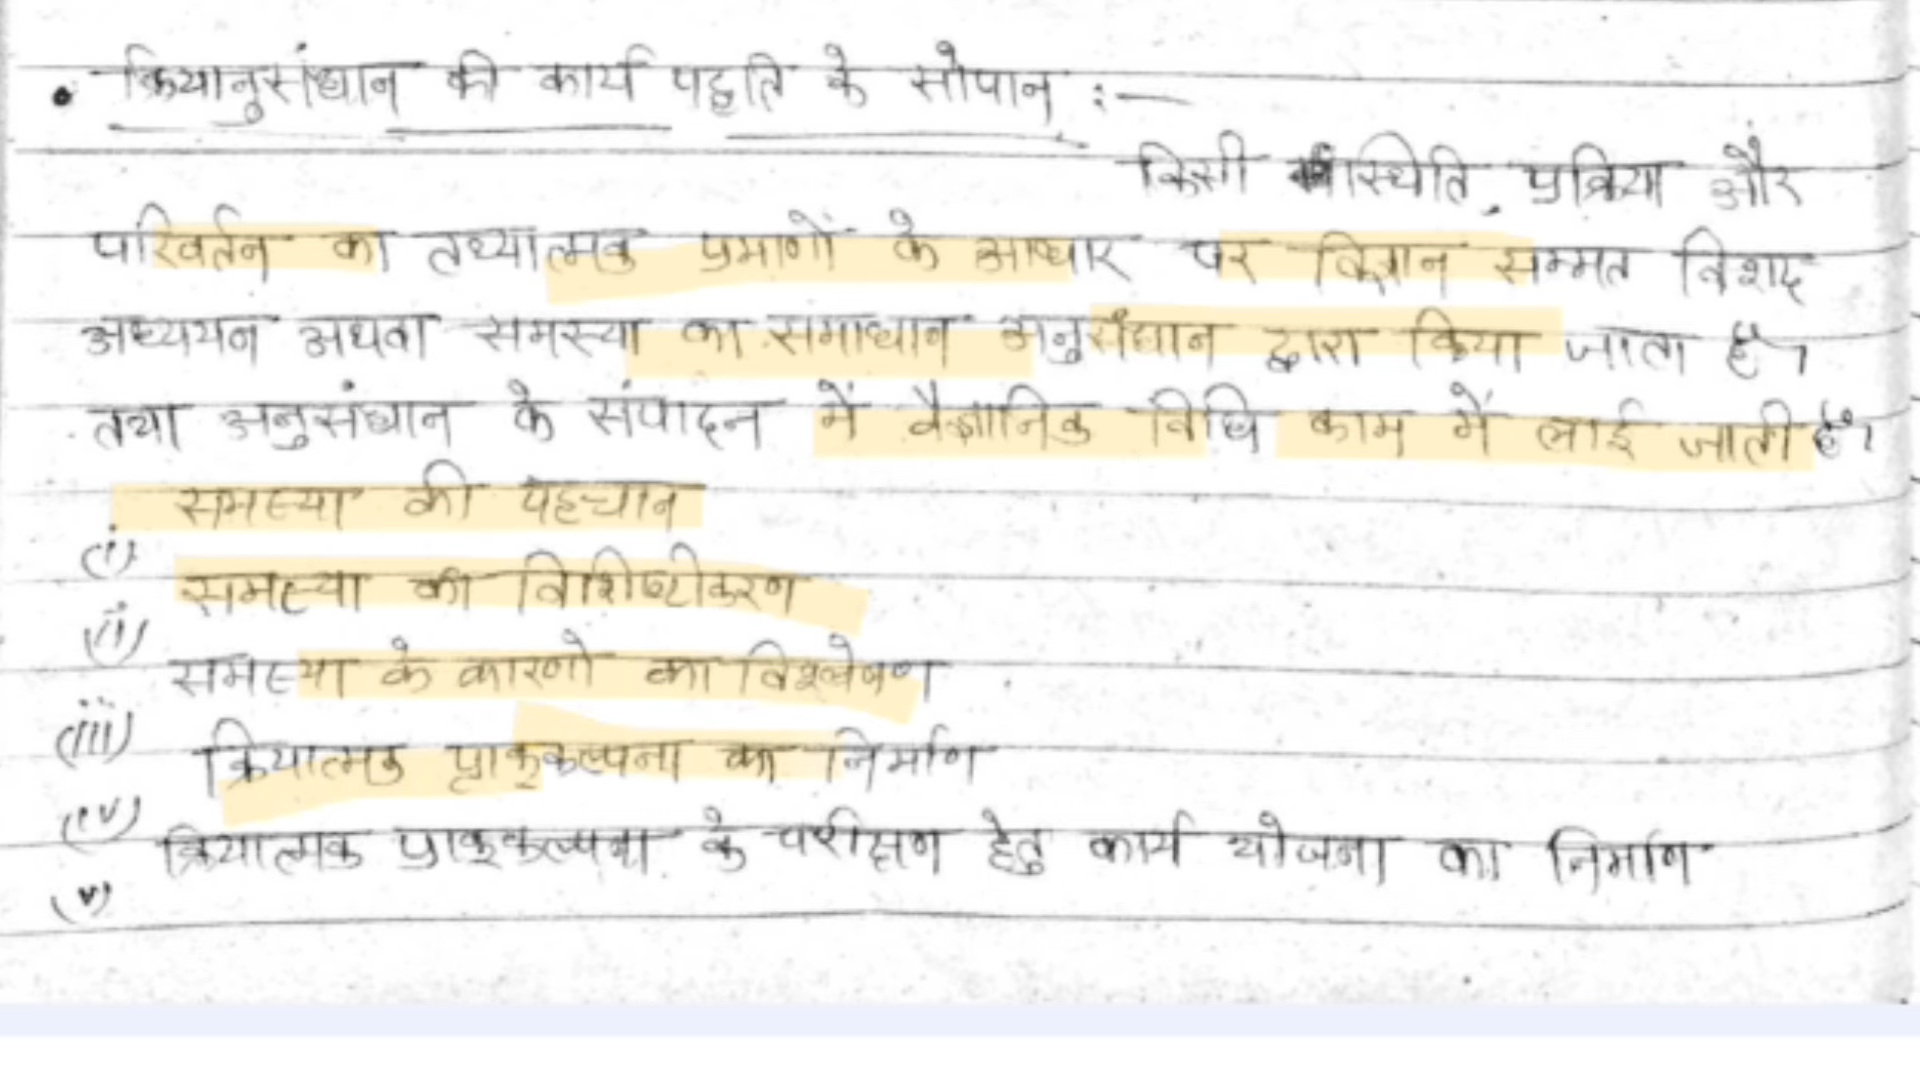 • क्रियानुसंधान की कार्य पद्धति के सोपान :—
किसी स्थिति, प्रक्रिया और
परिवर्तन का तथ्यात्मक प्रमाणों के आधार पर विज्ञान सम्मत विशद
अध्ययन अथवा समस्या का समाधान अनुसंधान द्वारा किया जाता है।
तथा अनुसंधान के संपादन में वैज्ञानिक विधि काम में लाई जाती है।
समस्या की पहचान
(i)
समस्या का विशिष्टीकरण
(ii)
समस्या के कारणो का विश्लेषण
(iii)
क्रियात्मक प्राक्कल्पना का निर्माण
(iv)
क्रियात्मक प्राक्कल्पना के परीक्षण हेतु कार्य योजना का निर्माण
(v)